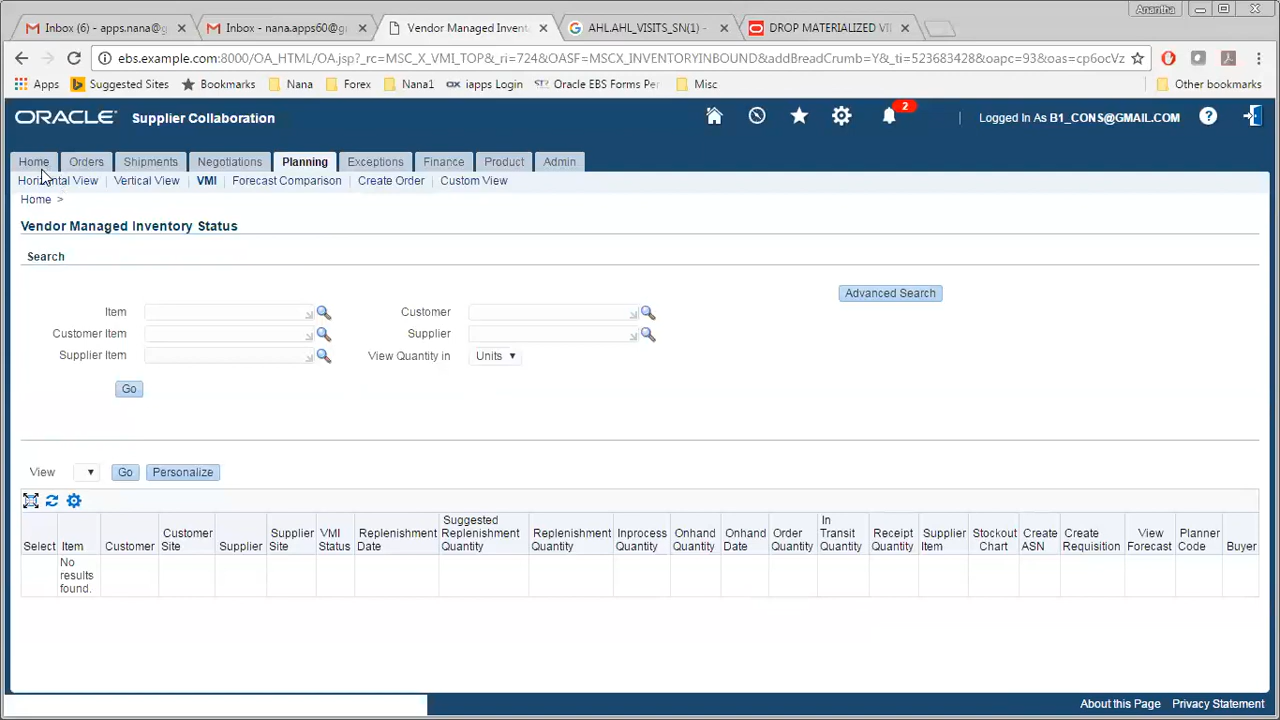 Anantha
Inbox (6) - apps.nana@g
Inbox - nana.apps60@g
Vendor Managed Invent
AHLAHL_VISITS_SN(1) -
DROP MATERIALIZED VI
ebs.example.com:8000/OA_HTML/OA.jsp?_rc=MSC_X_VMI_TOP&_ri=724&OASF=MSCX_INVENTORYINBOUND&addBreadCrumb=Y&_ti=523683428&oapc=93&oas=cp6ocVz
Apps
Suggested Sites
Bookmarks
Nana
Forex
Nana1
iapps Login
Oracle EBS Forms Per
Misc
Other bookmarks
ORACLE Supplier Collaboration
2
Logged In As B1_CONS@GMAIL.COM
Home Orders Shipments Negotiations Planning Exceptions Finance Product Admin
Horizontal View | Vertical View | VMI | Forecast Comparison | Create Order | Custom View
Home >
Vendor Managed Inventory Status
Search
Advanced Search
Item
Customer
Customer Item
Supplier
Supplier Item
View Quantity in Units
Go
View Go Personalize
Select
Item
Customer
Customer Site
Supplier
Supplier Site
VMI Status
Replenishment Date
Suggested Replenishment Quantity
Replenishment Quantity
Inprocess Quantity
Onhand Quantity
Onhand Date
Order Quantity
In Transit Quantity
Receipt Quantity
Supplier Item
Stockout Chart
Create ASN
Create Requisition
View Forecast
Planner Code
Buyer
No
results
found.
About this Page Privacy Statement